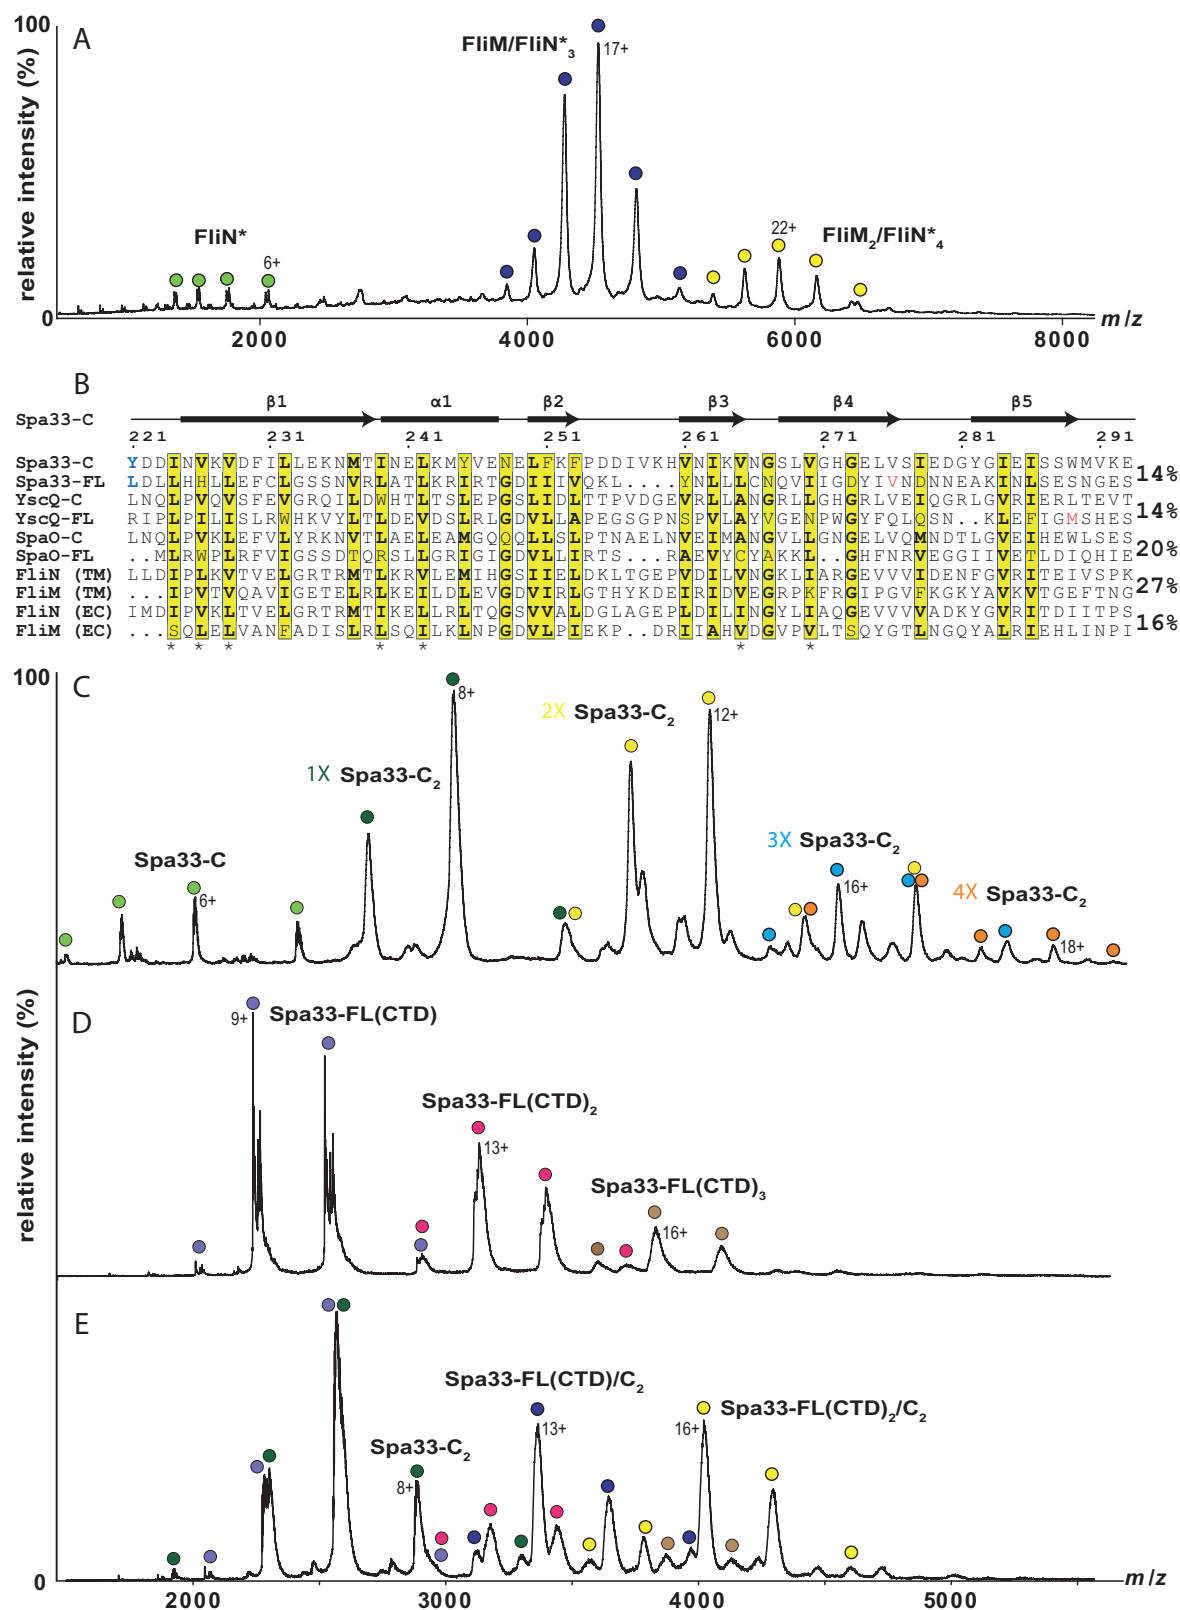 100
A
relative intensity (%)
FliM/FliN*3
17+
FliN*
6+
22+
FliM2/FliN*4
0
2000 4000 6000 8000 m/z
B
β1 α1 β2 β3 β4 β5
Spa33-C
221 231 241 251 261 271 281 291
Spa33-C YDDINVKVDFILLEKNMTINELKMYVENELFKFPDDIVKHVNIKVNGSLVGHGELVSIEDGYGIEISSWMVKE
14%
Spa33-FL LDLLHHLLEFCLGSSNVRLATLKRIRTGDIIIVQKL....YNLLLCNQVIIGDYIVNDNNEAKINLSESNGES
YscQ-C LNQLPVQVSFEVGRQILDWHTLTSLEPGSLIDLTTPVDGEVRLLANGRLLGHGRLVEIQGRLGVRIERLTEVT
14%
YscQ-FL RIPLPILISLRWHKVYLTLDEVDSLRLGDVLLAPEGSGPNSPVLAYVGENPWGYFQLQSN..KLEFIGMSHES
SpaO-C LNQLPVKLEFVLYRKNVTLAELEAMGQQQLLSLPTNAELNVEIMANGVLLGNGELVQMNDTLGVEIHEWLSES
20%
SpaO-FL ..MLRWPLRFVIGSSDTQRSLLGRIGIGDVLLIRTS...RAEVYCYAKKLL.GHFNRVEGGIIVETLDIQHIE
FliN (TM) LLDIPLKVTVELGRTRMTLKRVLEMIHGSIIELDKLTGEPVDILVNGKLIARGEVVVIDENFGVRITEIVSPK
27%
FliM (TM) ...IPVTVQAVIGETRLKLKEILDLEVGDVLRLGTHYKDEIRIDVEGRPKFRGIPGVFKGKYAVKVTGEFTNG
FliN (EC) IMDIPVKLTVELGRTRMTIKELLRLTQGSVVALDGLAGEPLDILINGYLIAQGEVVVVADKYGVRITDIITPS
16%
FliM (EC) ...SQLELVANFADISLRLSQILKLNPGDVLPIEKP..DRIIAHVDGVPVLTSQYGTLNGQYALRIEHLINPI
* * * * * * *
100
C
8+
2X Spa33-C2
12+
1X Spa33-C2
3X Spa33-C2
Spa33-C
6+
16+
4X Spa33-C2
18+
relative intensity (%)
D
9+
Spa33-FL(CTD)
Spa33-FL(CTD)2
13+
Spa33-FL(CTD)3
16+
E
Spa33-FL(CTD)/C2
13+
16+
Spa33-FL(CTD)2/C2
Spa33-C2
8+
0
2000 3000 4000 5000 m/z